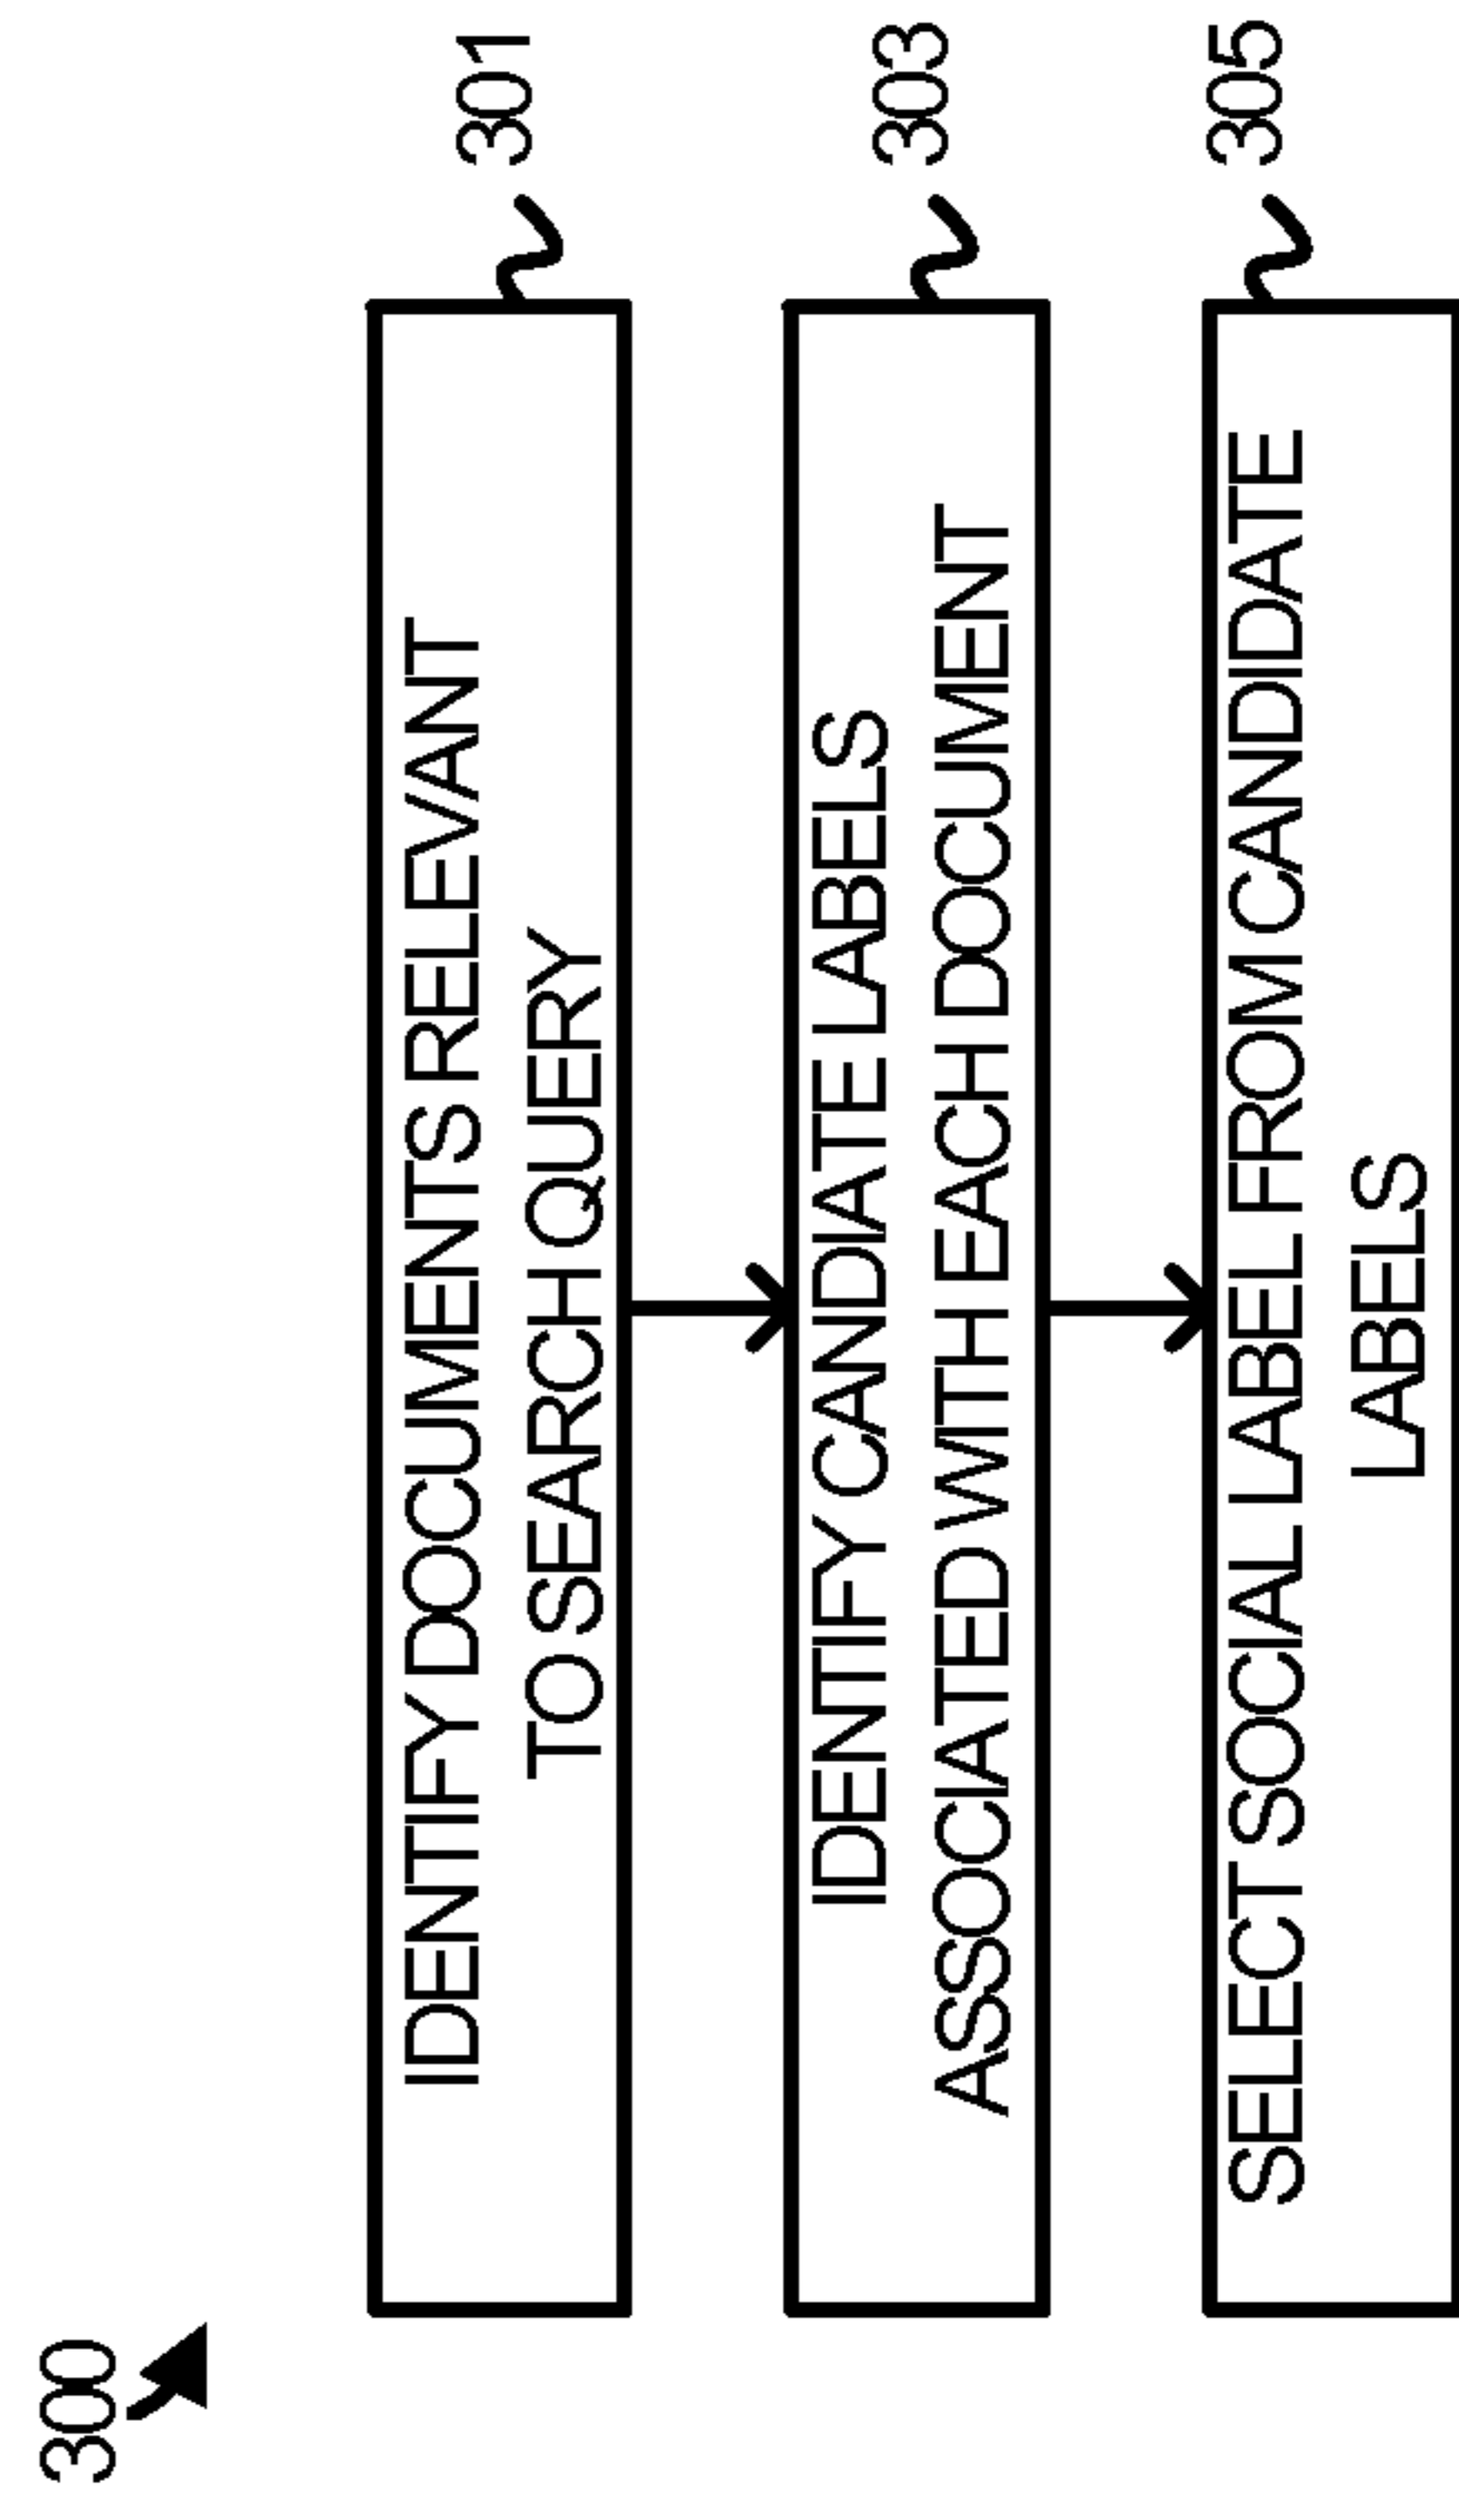 300
IDENTIFY DOCUMENTS RELEVANT
TO SEARCH QUERY
301
IDENTIFY CANDIATE LABELS
ASSOCIATED WITH EACH DOCUMENT
303
SELECT SOCIAL LABEL FROM CANDIDATE
LABELS
305